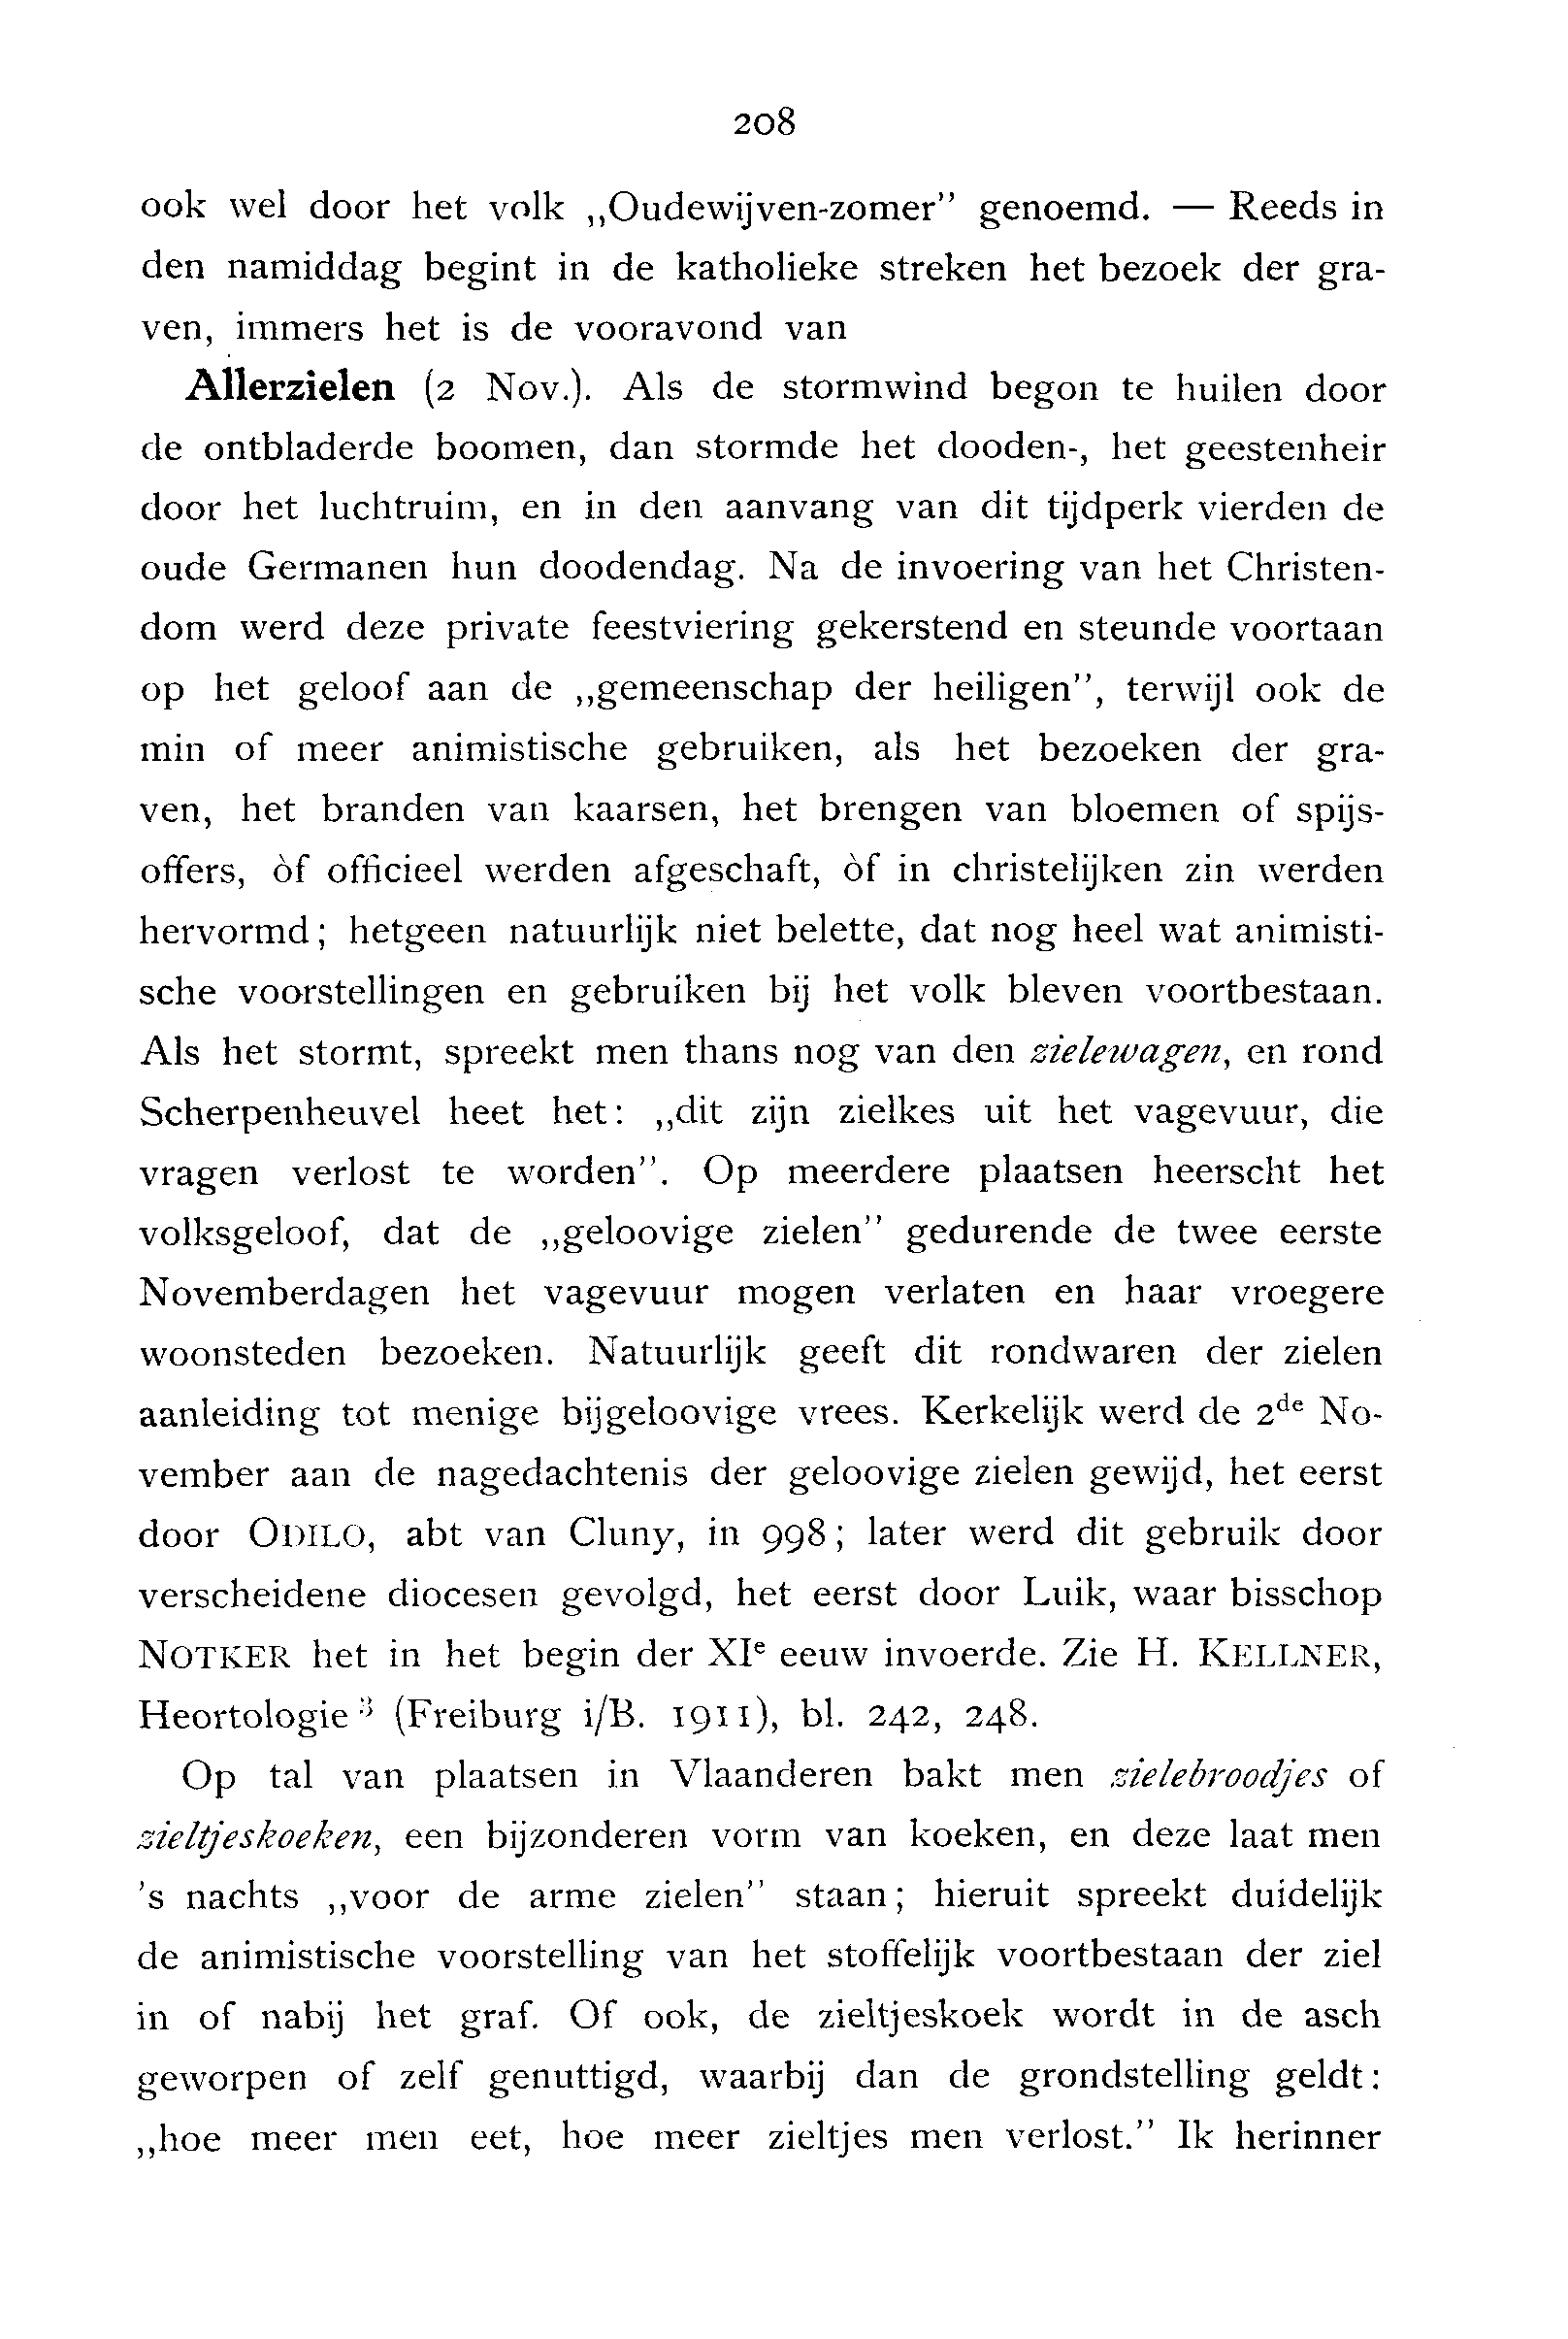 208
ook wel door het volk „Oudewijven-zomer” genoemd. — Reeds in
den namiddag begint in de katholieke streken het bezoek der gra-
ven, immers het is de vooravond van
Allerzielen (2 Nov.). Als de stormwind begon te huilen door
de ontbladerde boomen, dan stormde het dooden-, het geestenheir
door het luchtruim, en in den aanvang van dit tijdperk vierden de
oude Germanen hun doodendag. Na de invoering van het Christen-
dom werd deze private feestviering gekerstend en steunde voortaan
op het geloof aan de „gemeenschap der heiligen”, terwijl ook de
min of meer animistische gebruiken, als het bezoeken der gra-
ven, het branden van kaarsen, het brengen van bloemen of spijs-
offers, òf officieel werden afgeschaft, òf in christelijken zin werden
hervormd; hetgeen natuurlijk niet belette, dat nog heel wat animisti-
sche voorstellingen en gebruiken bij het volk bleven voortbestaan.
Als het stormt, spreekt men thans nog van den zielewagen, en rond
Scherpenheuvel heet het: „dit zijn zielkes uit het vagevuur, die
vragen verlost te worden”. Op meerdere plaatsen heerscht het
volksgeloof, dat de „geloovige zielen” gedurende de twee eerste
Novemberdagen het vagevuur mogen verlaten en haar vroegere
woonsteden bezoeken. Natuurlijk geeft dit rondwaren der zielen
aanleiding tot menige bijgeloovige vrees. Kerkelijk werd de 2de No-
vember aan de nagedachtenis der geloovige zielen gewijd, het eerst
door ODILO, abt van Cluny, in 998; later werd dit gebruik door
verscheidene diocesen gevolgd, het eerst door Luik, waar bisschop
NOTKER het in het begin der XIe eeuw invoerde. Zie H. KELLNER,
Heortologie³ (Freiburg i/B. 1911), bl. 242, 248.
Op tal van plaatsen in Vlaanderen bakt men zielebroodjes of
zieltjeskoeken, een bijzonderen vorm van koeken, en deze laat men
’s nachts „voor de arme zielen” staan; hieruit spreekt duidelijk
de animistische voorstelling van het stoffelijk voortbestaan der ziel
in of nabij het graf. Of ook, de zieltjeskoek wordt in de asch
geworpen of zelf genuttigd, waarbij dan de grondstelling geldt:
„hoe meer men eet, hoe meer zieltjes men verlost.” Ik herinner